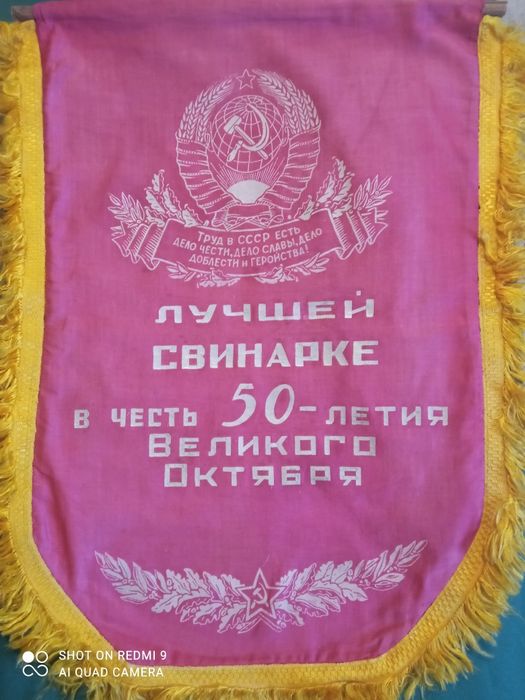 ТРУД В СССР ЕСТЬ
ДЕЛО ЧЕСТИ, ДЕЛО СЛАВЫ, ДЕЛО
ДОБЛЕСТИ И ГЕРОЙСТВА!
ЛУЧШЕЙ
СВИНАРКЕ
В ЧЕСТЬ 50-ЛЕТИЯ
ВЕЛИКОГО
ОКТЯБРЯ
SHOT ON REDMI 9
AI QUAD CAMERA